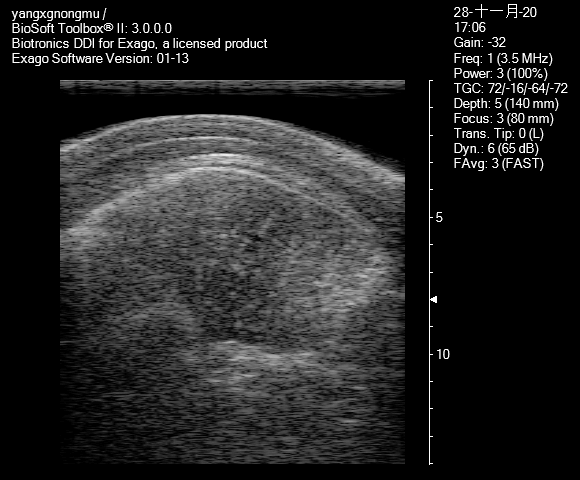 yangxgnongmu /
BioSoft Toolbox® II: 3.0.0.0
Biotronics DDI for Exago, a licensed product
Exago Software Version: 01-13
28-十一月-20
17:06
Gain: -32
Freq: 1 (3.5 MHz)
Power: 3 (100%)
TGC: 72/-16/-64/-72
Depth: 5 (140 mm)
Focus: 3 (80 mm)
Trans. Tip: 0 (L)
Dyn.: 6 (65 dB)
FAvg: 3 (FAST)
5
10